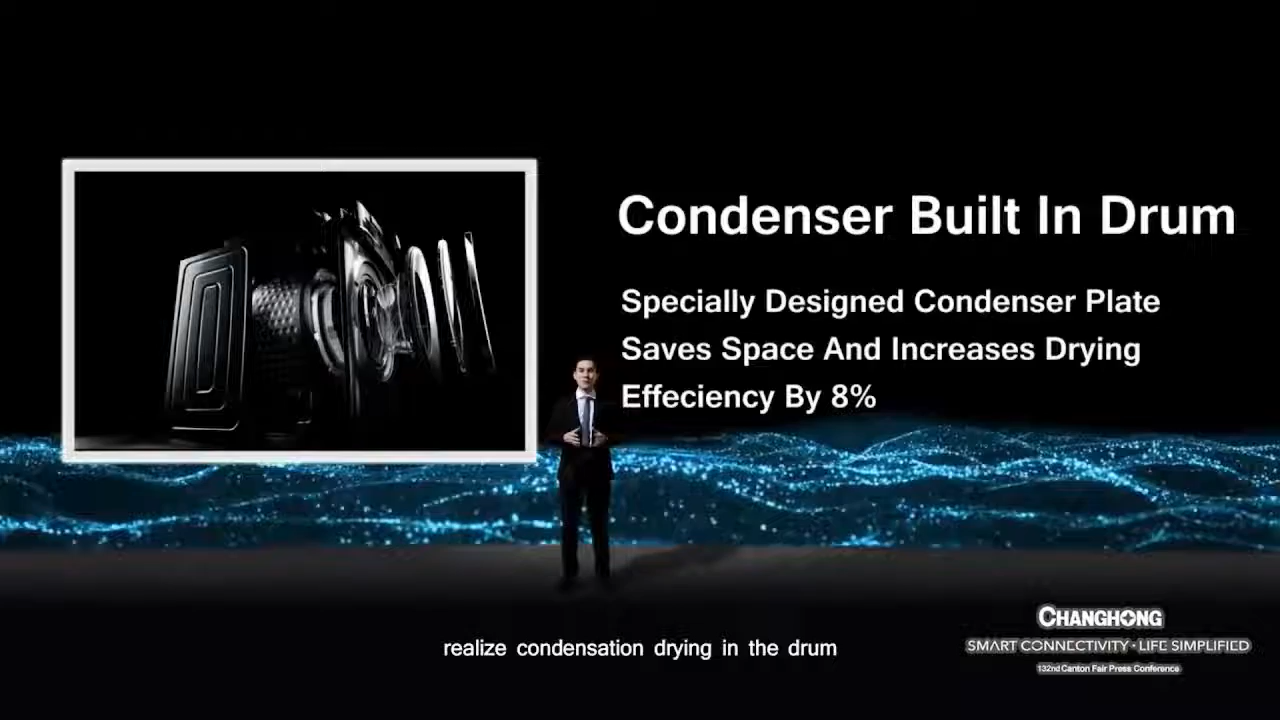 Condenser Built In Drum
Specially Designed Condenser Plate
Saves Space And Increases Drying
Effeciency By 8%
realize condensation drying in the drum
CHANGHONG
SMART CONNECTIVITY · LIFE SIMPLIFIED
132nd Canton Fair Press Conference